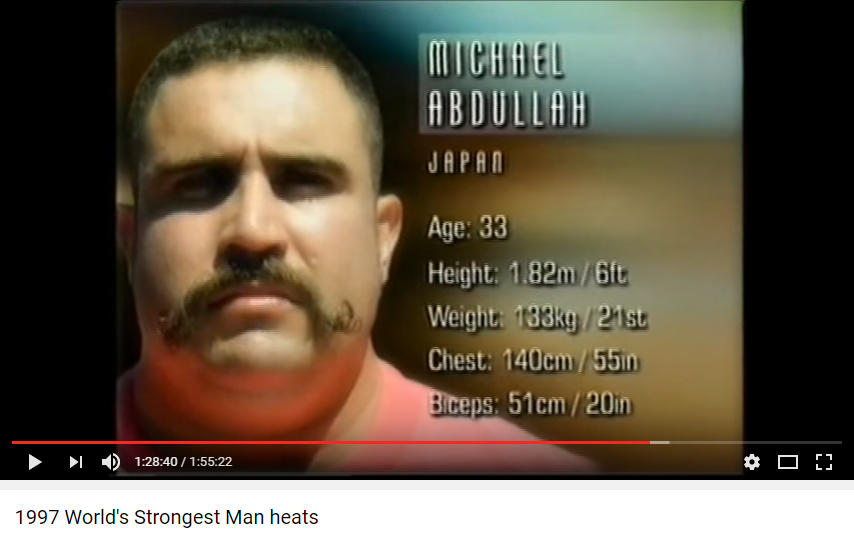 MICHAEL
ABDULLAH
JAPAN
Age: 33
Height: 1.82m / 6ft
Weight: 133kg / 21st
Chest: 140cm / 55in
Biceps: 51cm / 20in
1:28:40 / 1:55:22
1997 World's Strongest Man heats